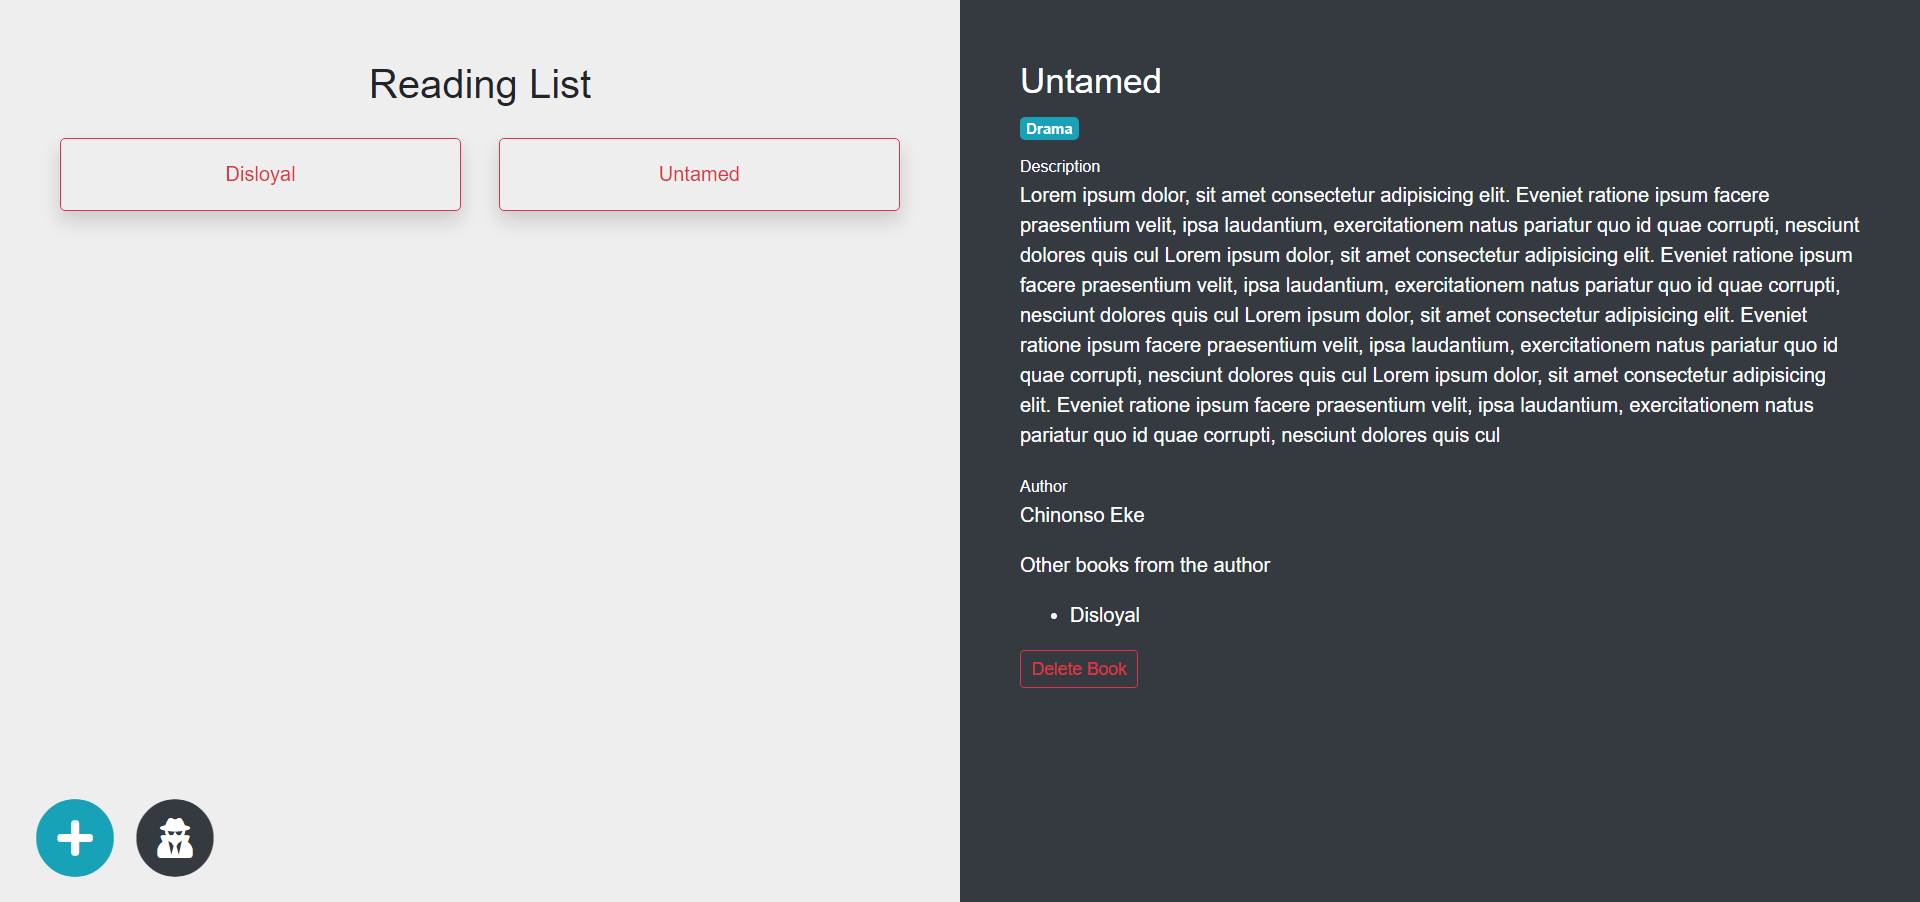 Reading List
Disloyal
Untamed
Untamed
Drama
Description
Lorem ipsum dolor, sit amet consectetur adipisicing elit. Eveniet ratione ipsum facere
praesentium velit, ipsa laudantium, exercitationem natus pariatur quo id quae corrupti, nesciunt
dolores quis cul Lorem ipsum dolor, sit amet consectetur adipisicing elit. Eveniet ratione ipsum
facere praesentium velit, ipsa laudantium, exercitationem natus pariatur quo id quae corrupti,
nesciunt dolores quis cul Lorem ipsum dolor, sit amet consectetur adipisicing elit. Eveniet
ratione ipsum facere praesentium velit, ipsa laudantium, exercitationem natus pariatur quo id
quae corrupti, nesciunt dolores quis cul Lorem ipsum dolor, sit amet consectetur adipisicing
elit. Eveniet ratione ipsum facere praesentium velit, ipsa laudantium, exercitationem natus
pariatur quo id quae corrupti, nesciunt dolores quis cul
Author
Chinonso Eke
Other books from the author
• Disloyal
Delete Book